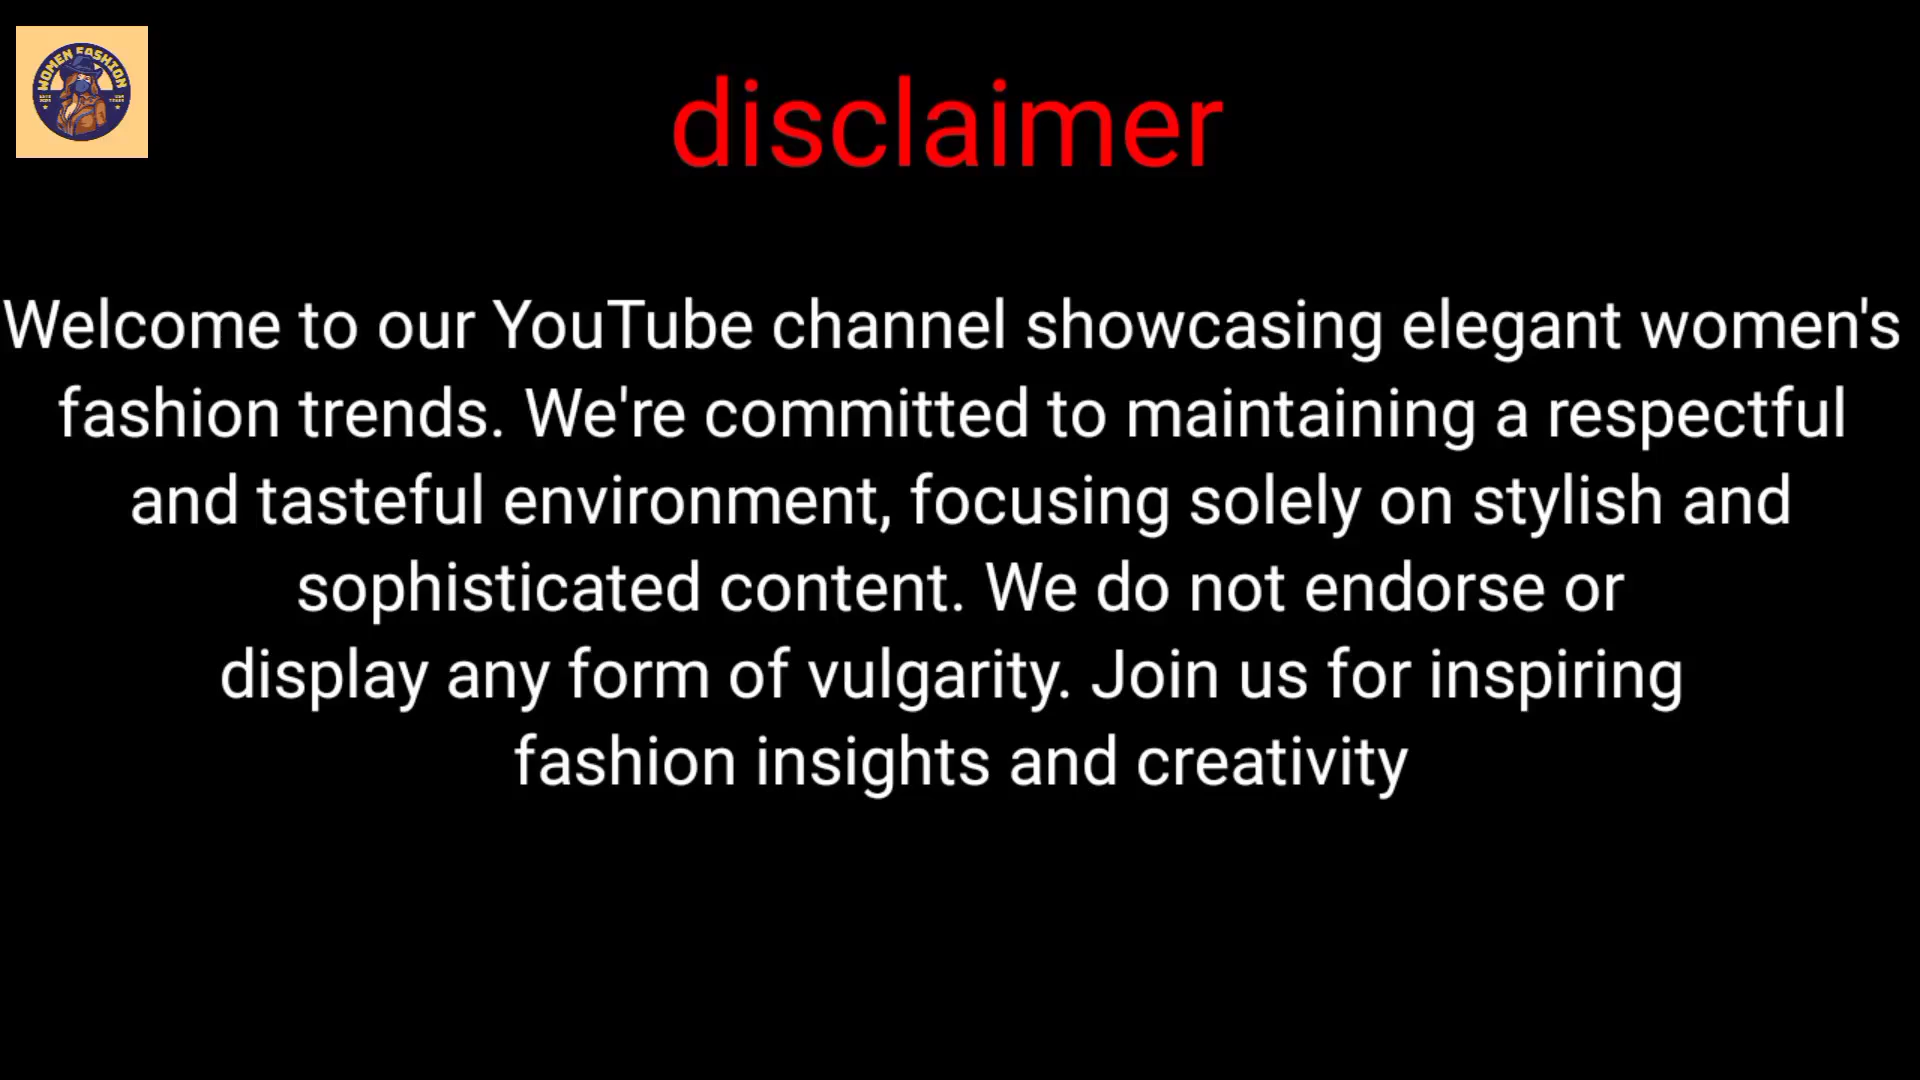 WOMEN FASHION
disclaimer
Welcome to our YouTube channel showcasing elegant women's
fashion trends. We're committed to maintaining a respectful
and tasteful environment, focusing solely on stylish and
sophisticated content. We do not endorse or
display any form of vulgarity. Join us for inspiring
fashion insights and creativity